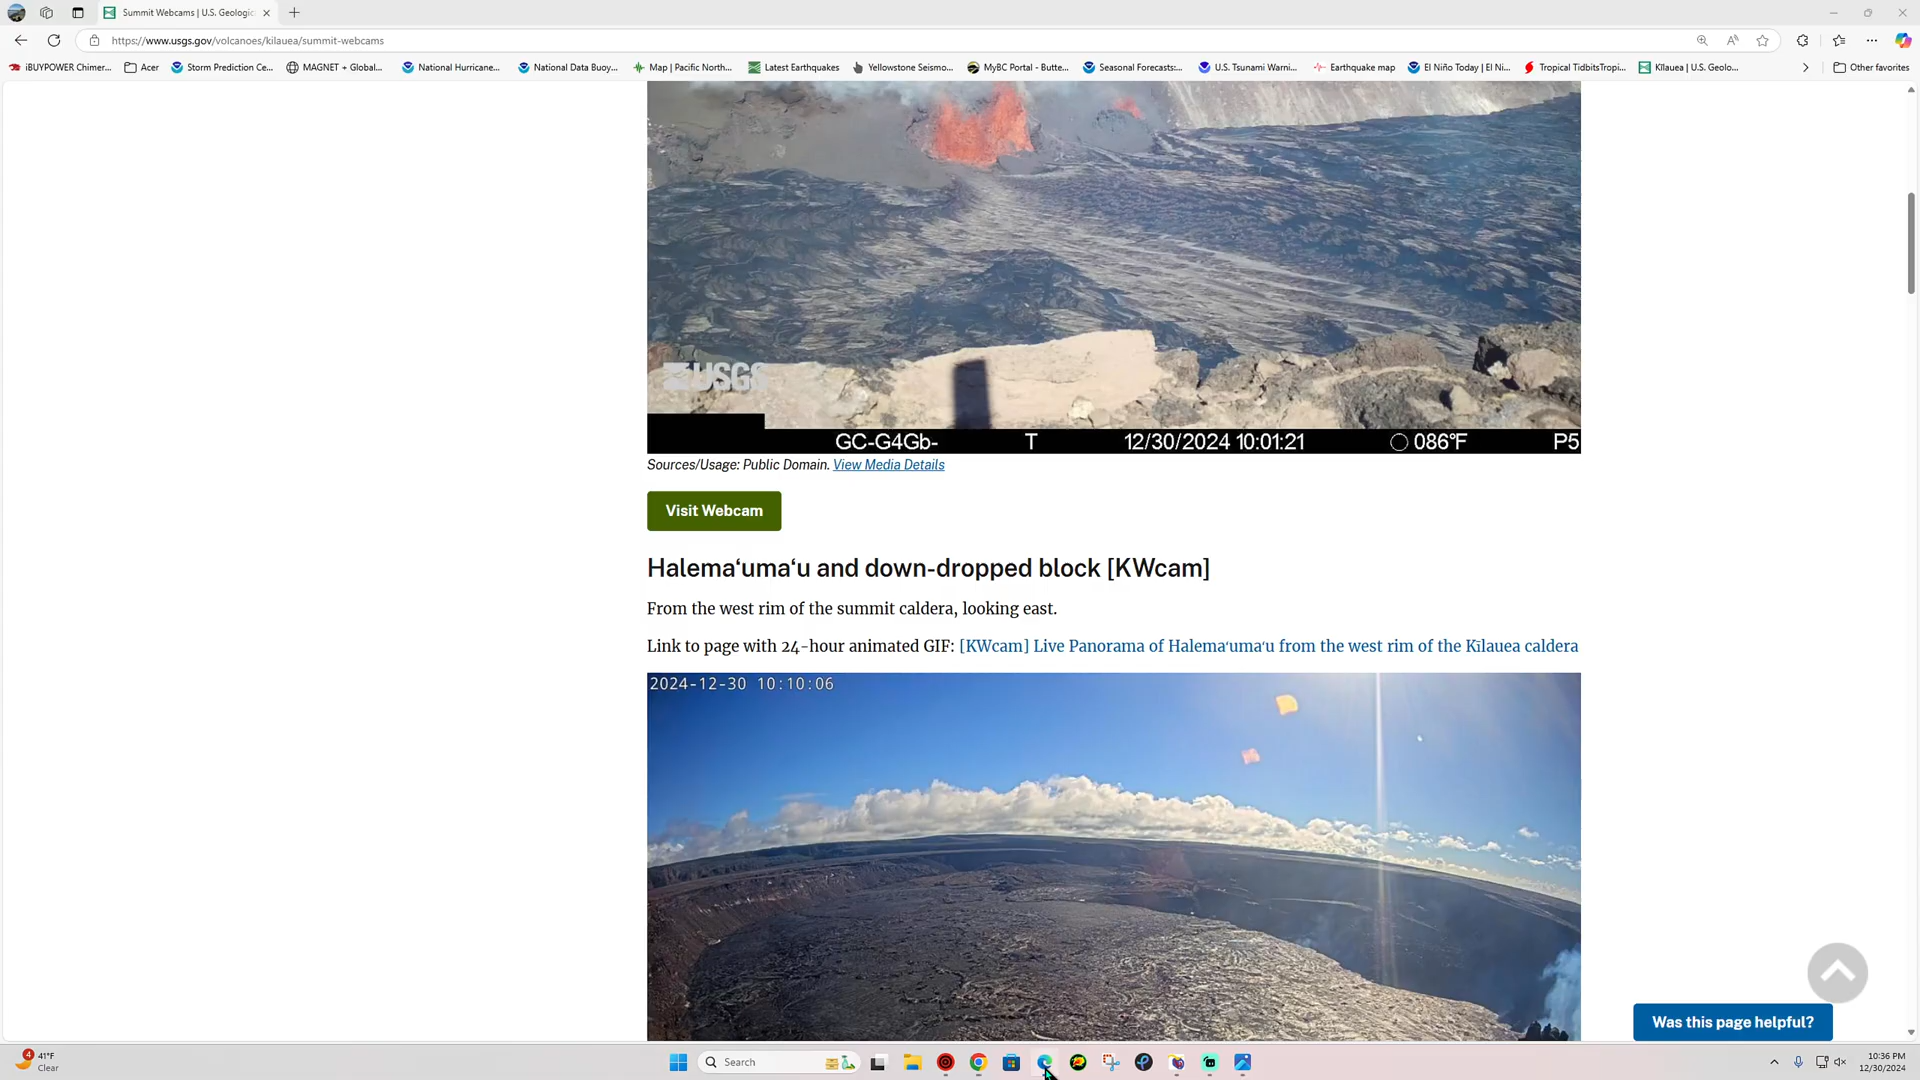 Summit Webcams | U.S. Geologic
https://www.usgs.gov/volcanoes/kilauea/summit-webcams
iBUYPOWER Chimer...
Acer
Storm Prediction Ce...
MAGNET + Global...
National Hurricane...
National Data Buoy...
Map | Pacific North...
Latest Earthquakes
Yellowstone Seismo...
MyBC Portal - Butte...
Seasonal Forecasts:...
U.S. Tsunami Warni...
Earthquake map
El Niño Today | El Ni...
Tropical TidbitsTropi...
Kīlauea | U.S. Geolo...
Other favorites
USGS
GC-G4Gb- T 12/30/2024 10:01:21 086°F P5
Sources/Usage: Public Domain. View Media Details
Visit Webcam
Halemaʻumaʻu and down-dropped block [KWcam]
From the west rim of the summit caldera, looking east.
Link to page with 24-hour animated GIF: [KWcam] Live Panorama of Halemaʻumaʻu from the west rim of the Kīlauea caldera
2024-12-30 10:10:06
Was this page helpful?
4
41°F
Clear
Search
10:36 PM
12/30/2024